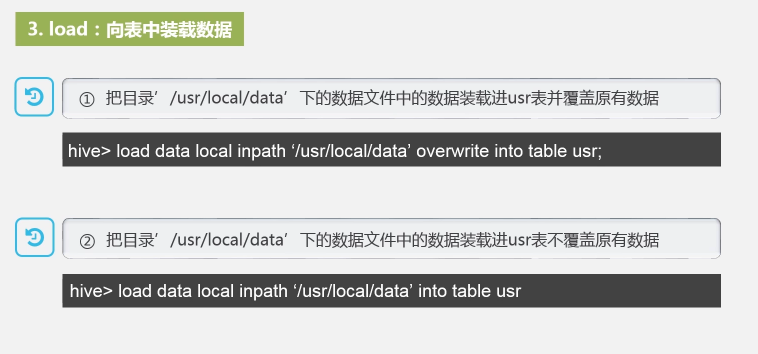 3. load：向表中装载数据
① 把目录’/usr/local/data’下的数据文件中的数据装载进usr表并覆盖原有数据
hive> load data local inpath ‘/usr/local/data’ overwrite into table usr;
② 把目录’/usr/local/data’下的数据文件中的数据装载进usr表不覆盖原有数据
hive> load data local inpath ‘/usr/local/data’ into table usr